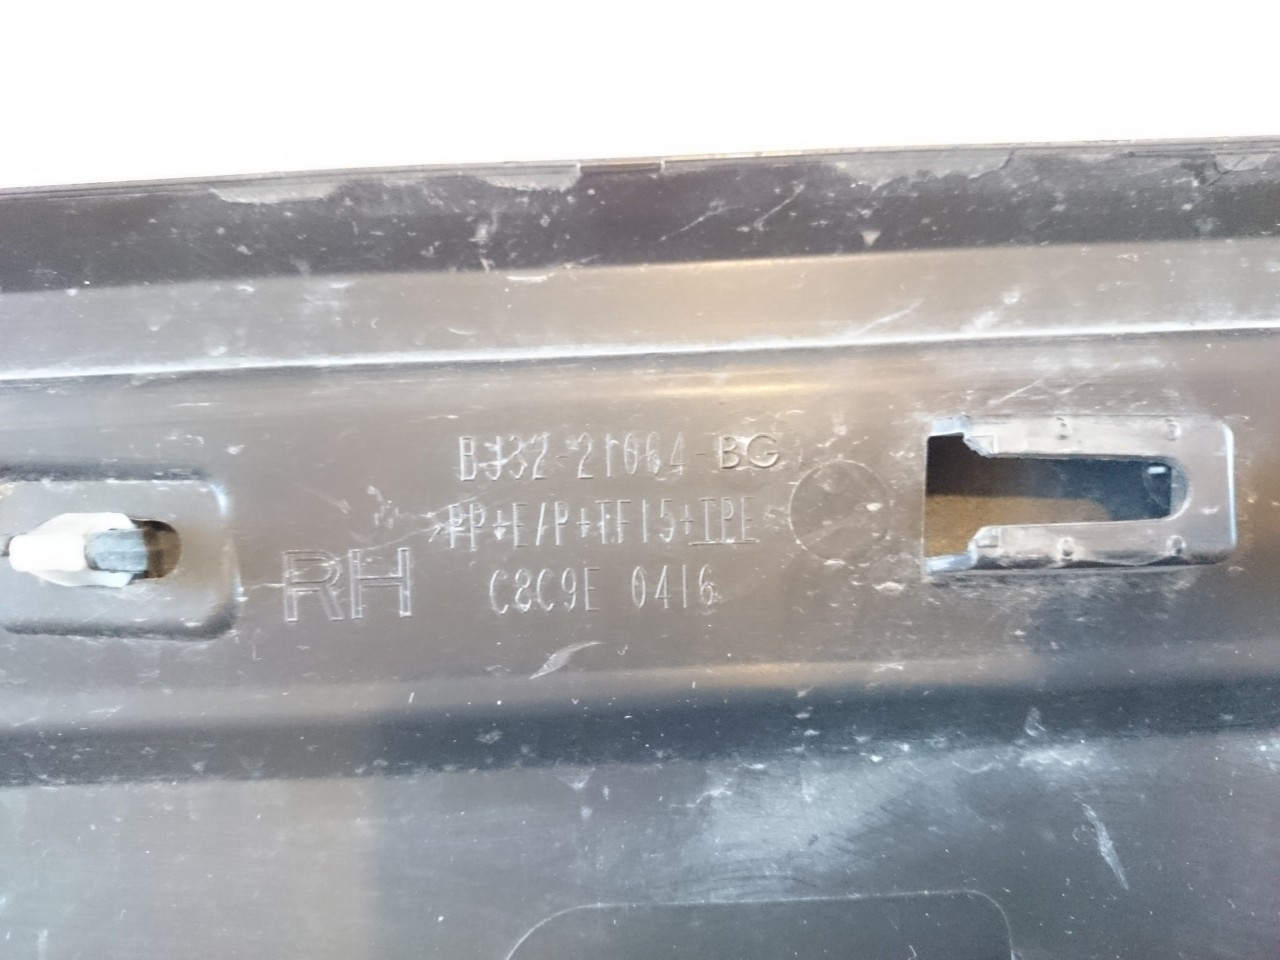 BJ32-21064-BG
>PP+E/P+TF15+TPE
RH
C8C9E 0416